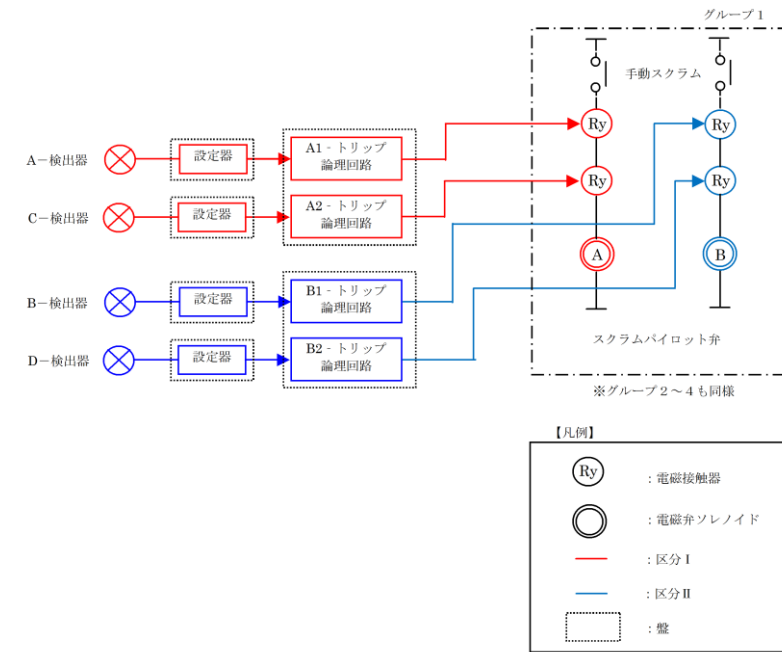 グループ1
手動スクラム
Ry
Ry
A-検出器
設定器
A1‐トリップ
論理回路
Ry
Ry
C-検出器
設定器
A2‐トリップ
論理回路
A
B
B-検出器
設定器
B1‐トリップ
論理回路
D-検出器
設定器
B2‐トリップ
論理回路
スクラムパイロット弁
※グループ2～4も同様
【凡例】
Ry
:電磁接触器
:電磁弁ソレノイド
:区分Ⅰ
:区分Ⅱ
:盤